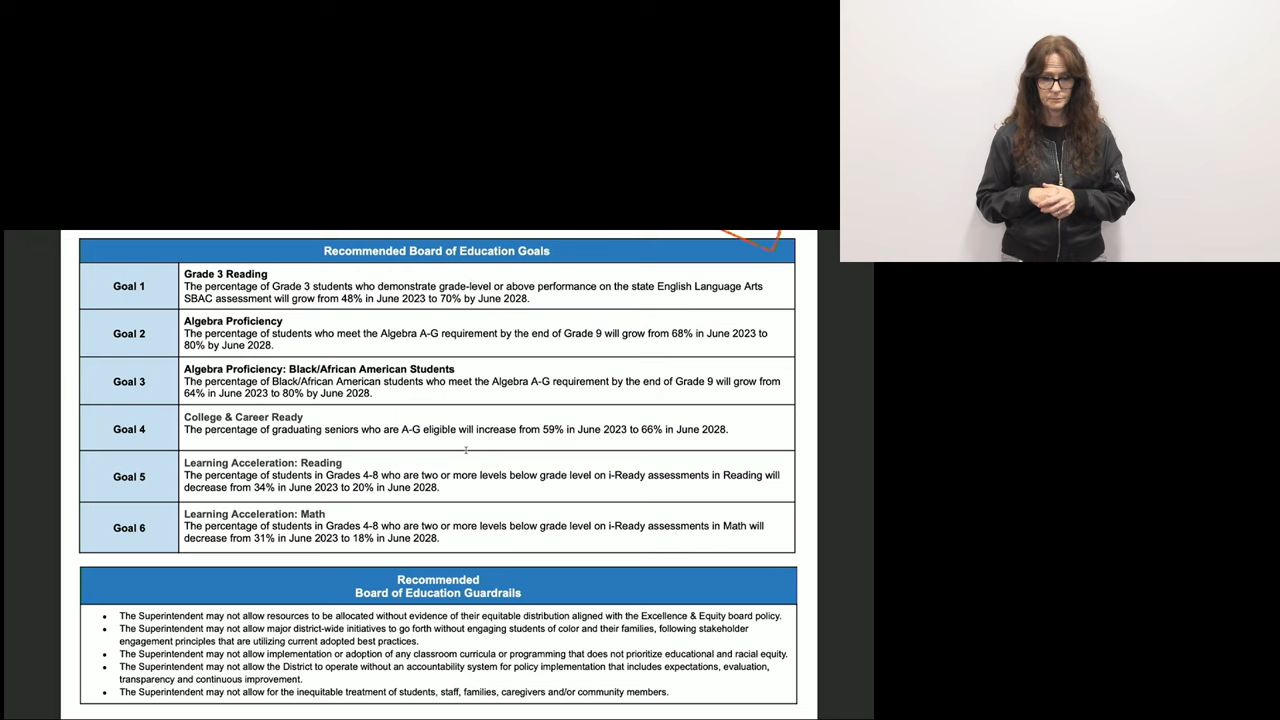 Recommended Board of Education Goals
Goal 1
Grade 3 Reading
The percentage of Grade 3 students who demonstrate grade-level or above performance on the state English Language Arts
SBAC assessment will grow from 48% in June 2023 to 70% by June 2028.
Goal 2
Algebra Proficiency
The percentage of students who meet the Algebra A-G requirement by the end of Grade 9 will grow from 68% in June 2023 to
80% by June 2028.
Goal 3
Algebra Proficiency: Black/African American Students
The percentage of Black/African American students who meet the Algebra A-G requirement by the end of Grade 9 will grow from
64% in June 2023 to 80% by June 2028.
Goal 4
College & Career Ready
The percentage of graduating seniors who are A-G eligible will increase from 59% in June 2023 to 66% in June 2028.
Goal 5
Learning Acceleration: Reading
The percentage of students in Grades 4-8 who are two or more levels below grade level on i-Ready assessments in Reading will
decrease from 34% in June 2023 to 20% in June 2028.
Goal 6
Learning Acceleration: Math
The percentage of students in Grades 4-8 who are two or more levels below grade level on i-Ready assessments in Math will
decrease from 31% in June 2023 to 18% in June 2028.
Recommended
Board of Education Guardrails
• The Superintendent may not allow resources to be allocated without evidence of their equitable distribution aligned with the Excellence & Equity board policy.
• The Superintendent may not allow major district-wide initiatives to go forth without engaging students of color and their families, following stakeholder
engagement principles that are utilizing current adopted best practices.
• The Superintendent may not allow implementation or adoption of any classroom curricula or programming that does not prioritize educational and racial equity.
• The Superintendent may not allow the District to operate without an accountability system for policy implementation that includes expectations, evaluation,
transparency and continuous improvement.
• The Superintendent may not allow for the inequitable treatment of students, staff, families, caregivers and/or community members.